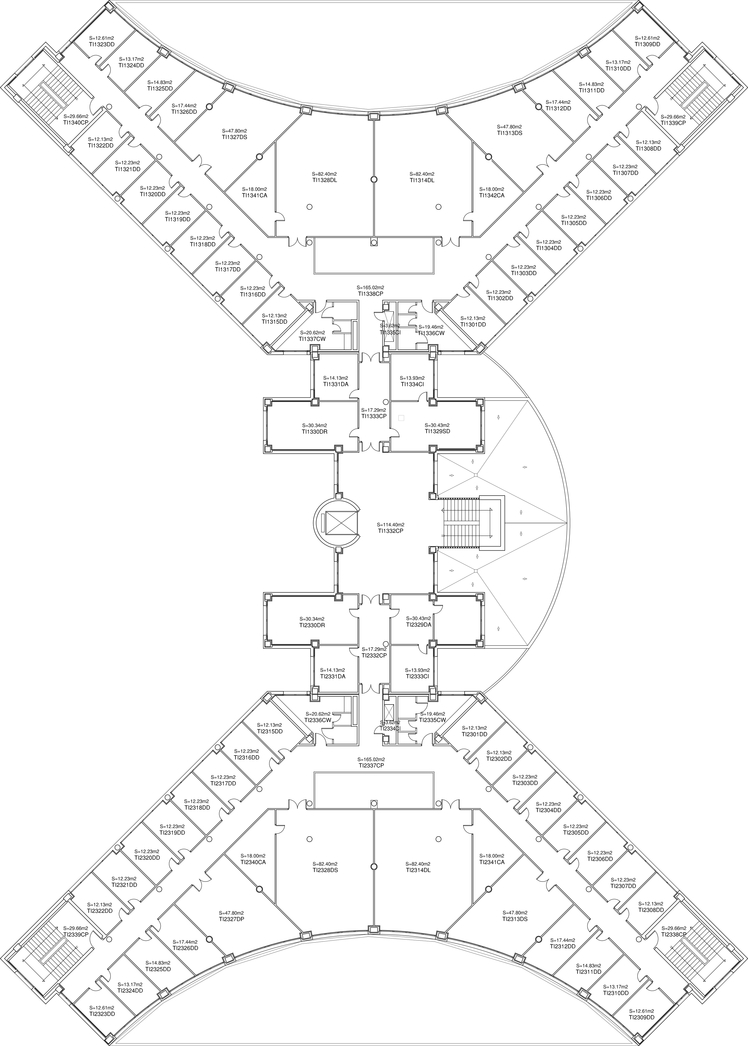 S=12.61m2
TI1323DD
S=12.61m2
TI1309DD
S=13.17m2
TI1324DD
S=13.17m2
TI1310DD
S=14.83m2
TI1325DD
S=14.83m2
TI1311DD
S=17.44m2
TI1326DD
S=17.44m2
TI1312DD
S=29.66m2
TI1340CP
S=29.66m2
TI1339CP
S=47.80m2
TI1327DS
S=47.80m2
TI1313DS
S=12.13m2
TI1322DD
S=12.13m2
TI1308DD
S=12.23m2
TI1321DD
S=12.23m2
TI1307DD
S=82.40m2
TI1328DL
S=82.40m2
TI1314DL
S=18.00m2
TI1341CA
S=18.00m2
TI1342CA
S=12.23m2
TI1320DD
S=12.23m2
TI1306DD
S=12.23m2
TI1319DD
S=12.23m2
TI1305DD
S=12.23m2
TI1318DD
S=12.23m2
TI1304DD
S=12.23m2
TI1317DD
S=12.23m2
TI1303DD
S=12.23m2
TI1316DD
S=165.02m2
TI1338CP
S=12.23m2
TI1302DD
S=12.13m2
TI1315DD
S=12.13m2
TI1301DD
S=20.62m2
TI1337CW
TI1335CI
S=19.46m2
TI1336CW
S=14.13m2
TI1331DA
S=13.93m2
TI1334CI
S=17.29m2
TI1333CP
S=30.34m2
TI1330DR
S=30.43m2
TI1329SD
S=114.40m2
TI1332CP
S=30.34m2
TI2330DR
S=30.43m2
TI2329DA
S=17.29m2
TI2332CP
S=14.13m2
TI2331DA
S=13.93m2
TI2333CI
S=20.62m2
TI2336CW
TI2334CI
S=19.46m2
TI2335CW
S=12.13m2
TI2315DD
S=12.13m2
TI2301DD
S=12.23m2
TI2316DD
S=165.02m2
TI2337CP
S=12.23m2
TI2302DD
S=12.23m2
TI2317DD
S=12.23m2
TI2303DD
S=12.23m2
TI2318DD
S=12.23m2
TI2304DD
S=12.23m2
TI2319DD
S=12.23m2
TI2305DD
S=12.23m2
TI2320DD
S=18.00m2
TI2340CA
S=82.40m2
TI2328DS
S=82.40m2
TI2314DL
S=18.00m2
TI2341CA
S=12.23m2
TI2306DD
S=12.23m2
TI2321DD
S=12.23m2
TI2307DD
S=12.13m2
TI2322DD
S=12.13m2
TI2308DD
S=47.80m2
TI2327DP
S=47.80m2
TI2313DS
S=29.66m2
TI2339CP
S=29.66m2
TI2338CP
S=17.44m2
TI2326DD
S=17.44m2
TI2312DD
S=14.83m2
TI2325DD
S=14.83m2
TI2311DD
S=13.17m2
TI2324DD
S=13.17m2
TI2310DD
S=12.61m2
TI2323DD
S=12.61m2
TI2309DD